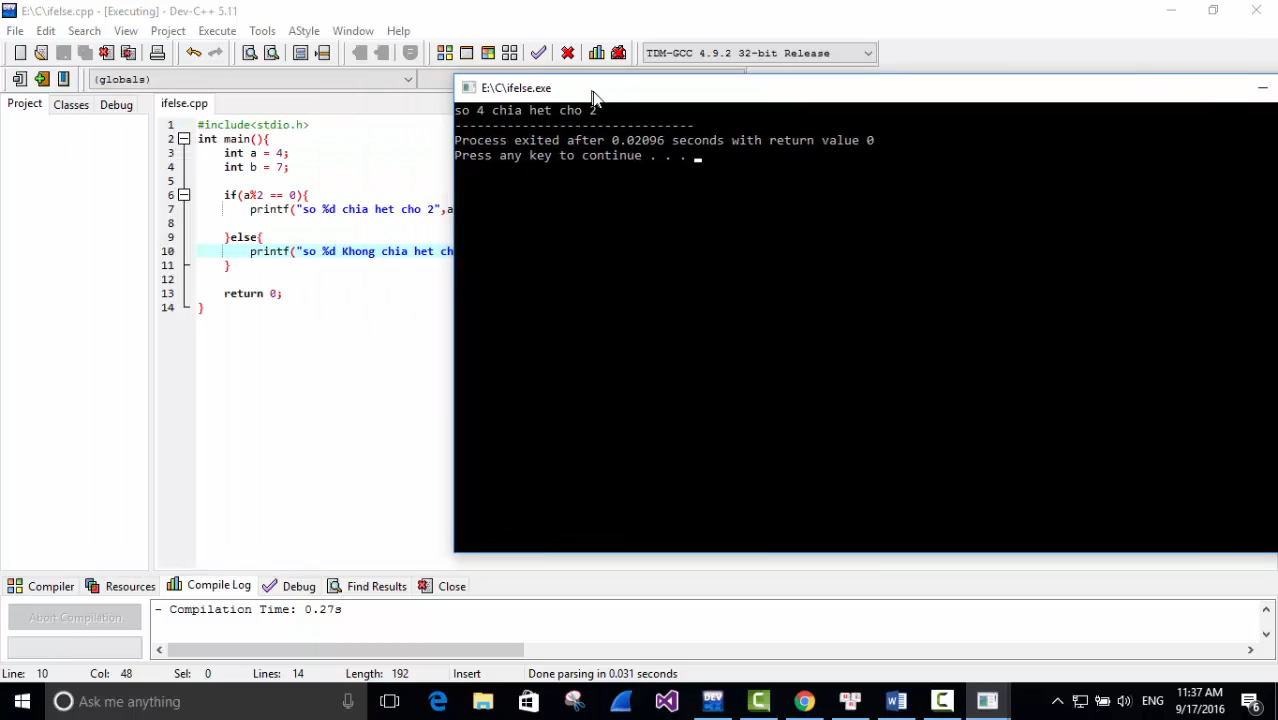 E:\C\ifelse.cpp - [Executing] - Dev-C++ 5.11
File Edit Search View Project Execute Tools AStyle Window Help
TDM-GCC 4.9.2 32-bit Release
(globals)
E:\C\ifelse.exe
Project Classes Debug ifelse.cpp
so 4 chia het cho 2
--------------------------------
Process exited after 0.02096 seconds with return value 0
Press any key to continue . . .
1 #include<stdio.h>
2 int main(){
3 int a = 4;
4 int b = 7;
5
6 if(a%2 == 0){
7 printf("so %d chia het cho 2",a
8
9 }else{
10 printf("so %d Khong chia het ch
11 }
12
13 return 0;
14 }
Compiler Resources Compile Log Debug Find Results Close
Abort Compilation
- Compilation Time: 0.27s
Line: 10 Col: 48 Sel: 0 Lines: 14 Length: 192 Insert Done parsing in 0.031 seconds
Ask me anything
DEV
ENG
11:37 AM
9/17/2016
6